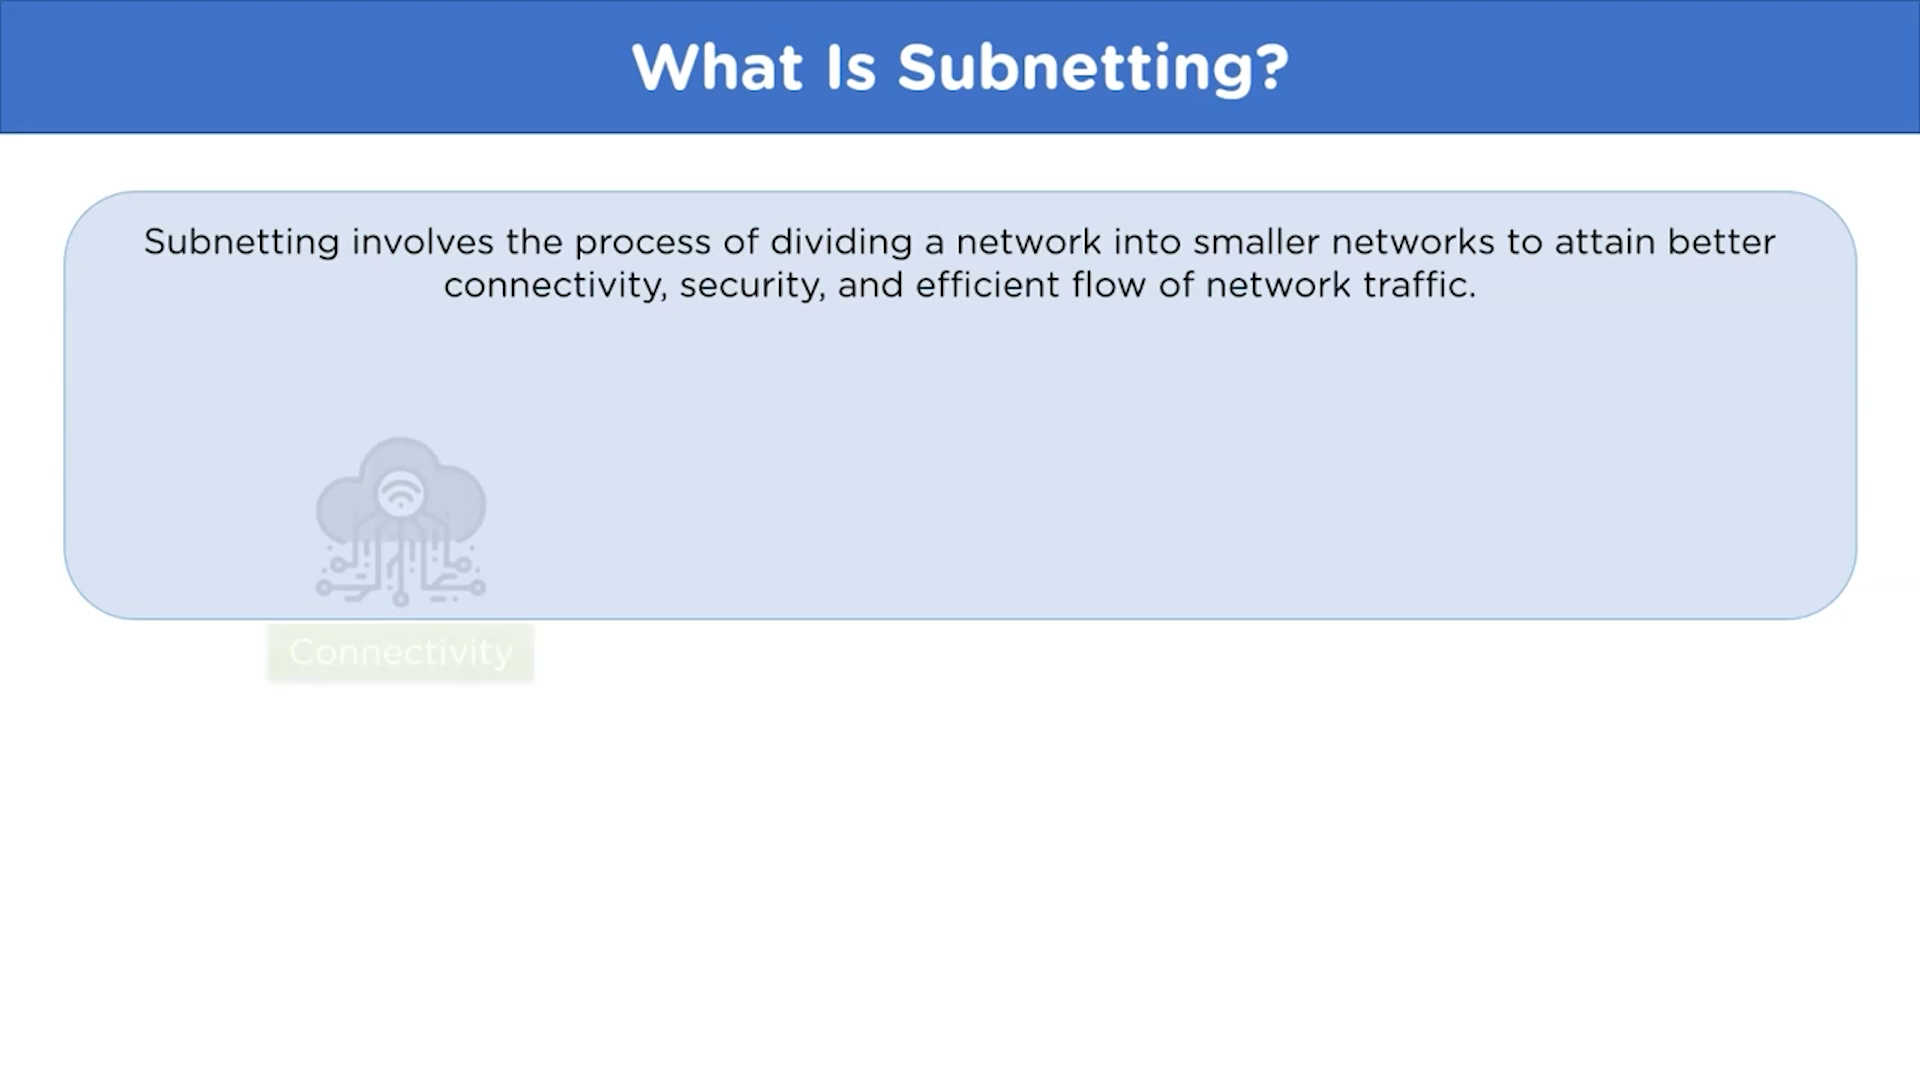 What Is Subnetting?
Subnetting involves the process of dividing a network into smaller networks to attain better
connectivity, security, and efficient flow of network traffic.
Connectivity